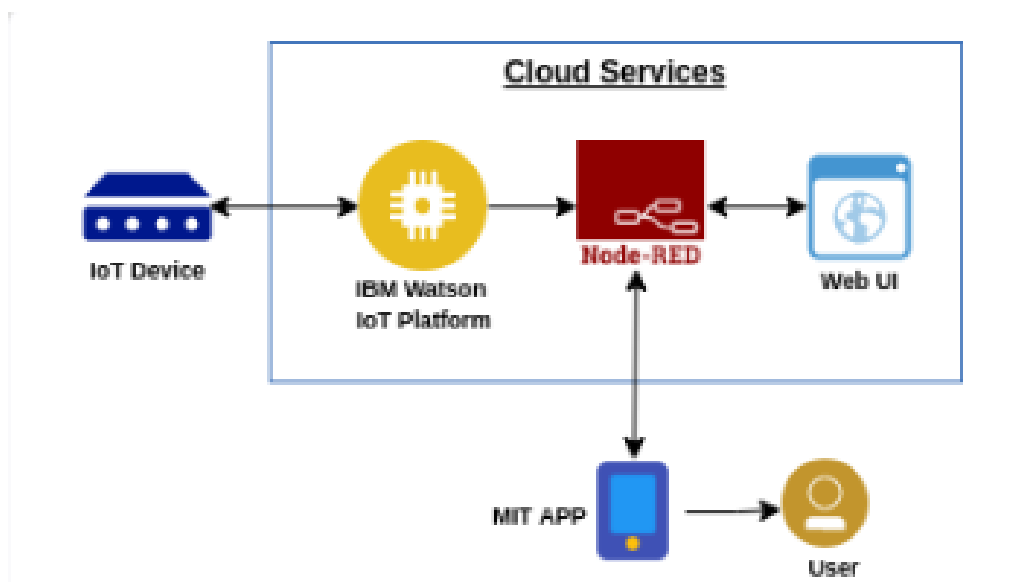 Cloud Services
IoT Device
IBM Watson
IoT Platform
Node-RED
Web UI
MIT APP
User